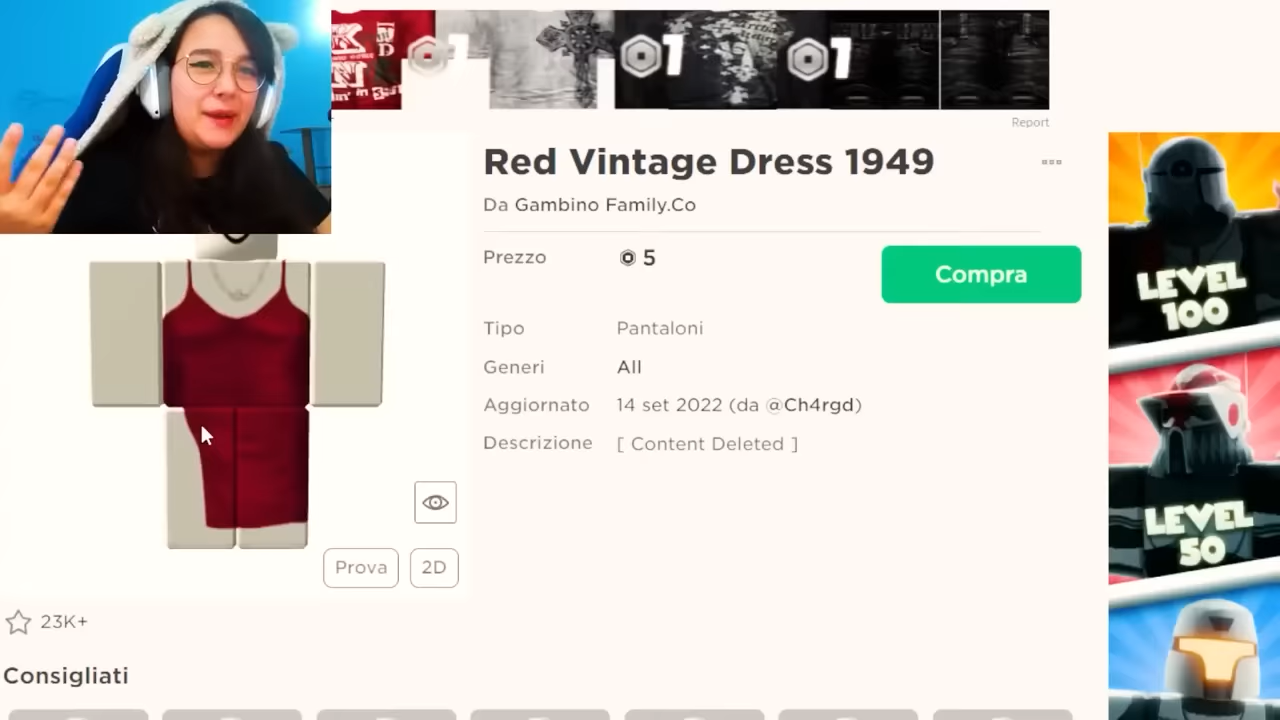 1
1
1
Report
Red Vintage Dress 1949
Da Gambino Family.Co
Prezzo 5
Compra
Tipo Pantaloni
Generi All
Aggiornato 14 set 2022 (da @Ch4rgd)
Descrizione [ Content Deleted ]
Prova 2D
23K+
Consigliati
LEVEL
100
LEVEL
50